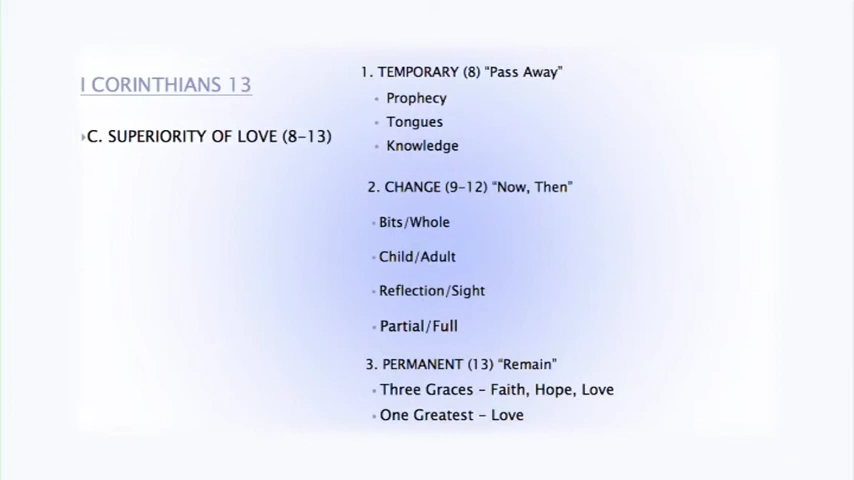 I CORINTHIANS 13
C. SUPERIORITY OF LOVE (8-13)
1. TEMPORARY (8) "Pass Away"
Prophecy
Tongues
Knowledge
2. CHANGE (9-12) "Now, Then"
Bits/Whole
Child/Adult
Reflection/Sight
Partial/Full
3. PERMANENT (13) "Remain"
Three Graces - Faith, Hope, Love
One Greatest - Love